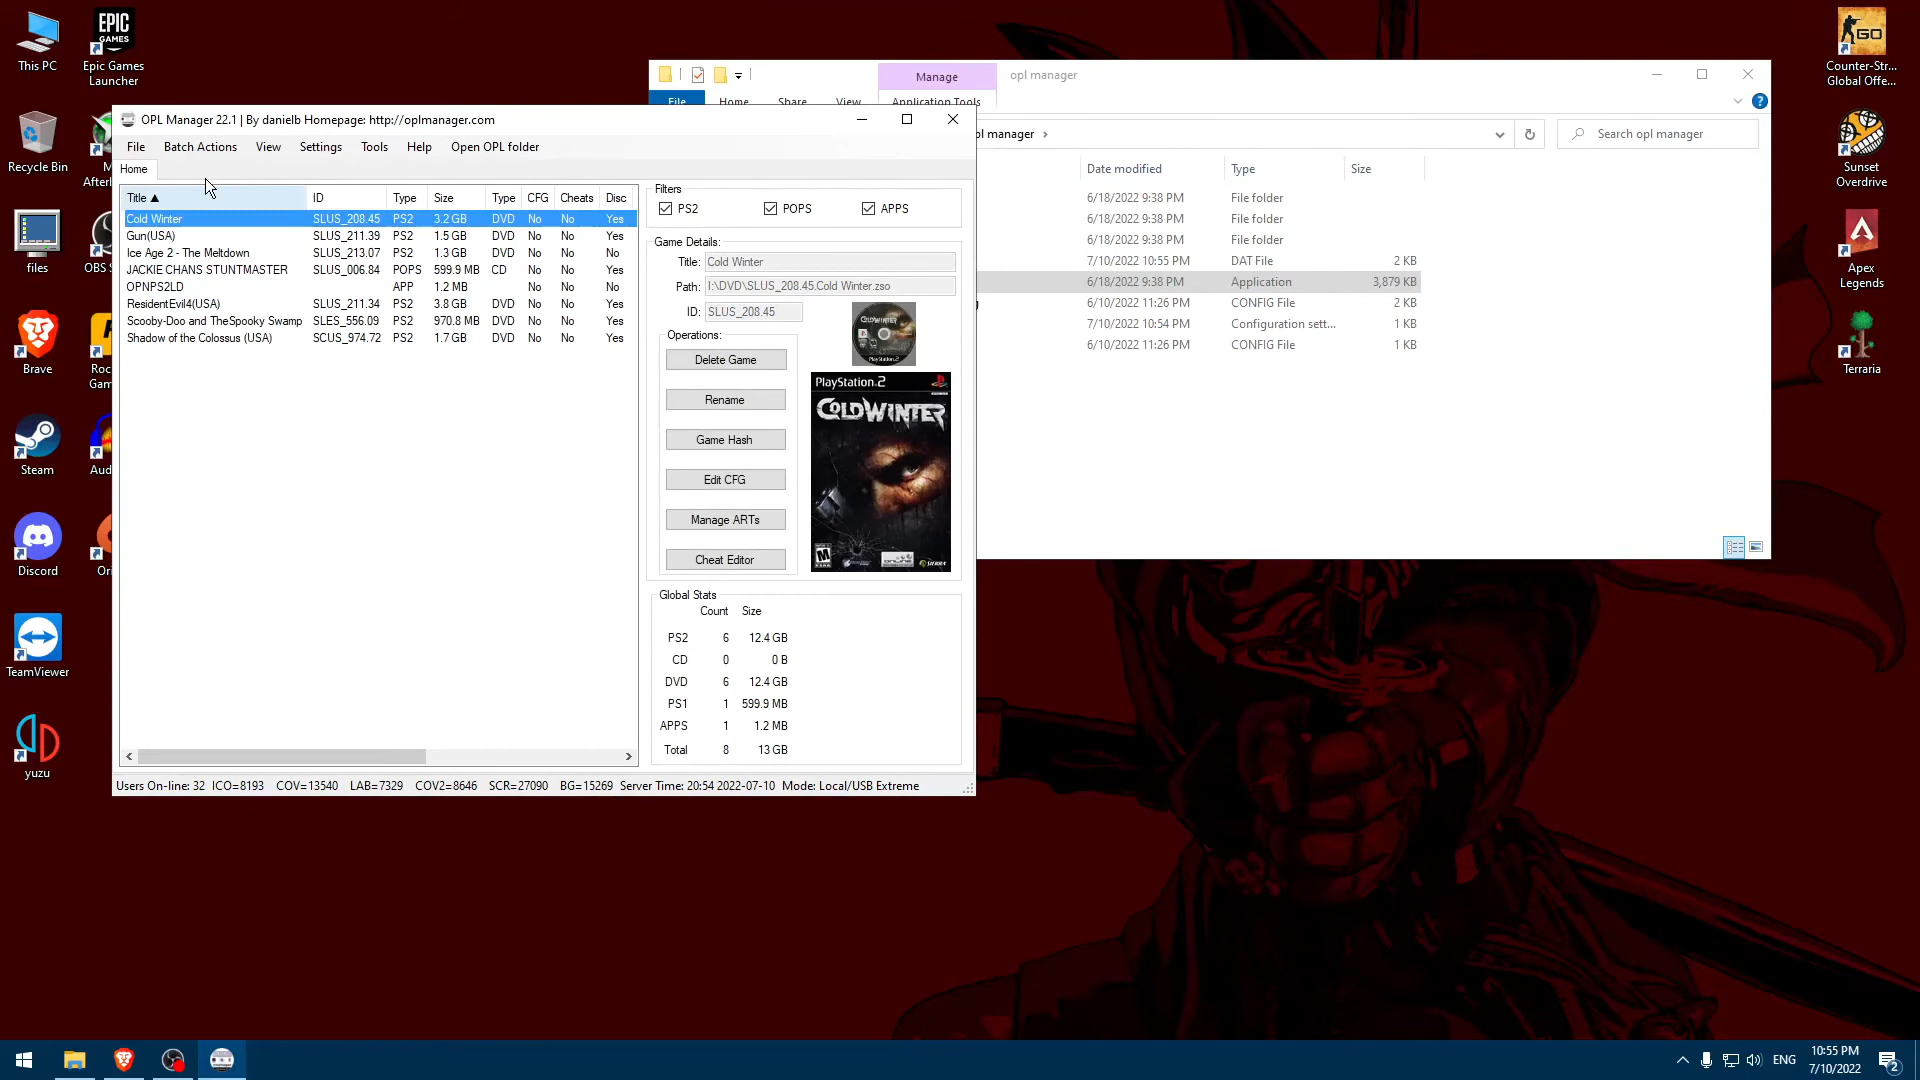 This PC
Epic Games
Launcher
Recycle Bin
files
Brave
Steam
Discord
TeamViewer
yuzu
Counter-Str...
Global Offe...
Sunset
Overdrive
Apex
Legends
Terraria
Manage
opl manager
File
Home
Share
View
Application Tools
Search opl manager
Date modified
Type
Size
6/18/2022 9:38 PM File folder
6/18/2022 9:38 PM File folder
6/18/2022 9:38 PM File folder
7/10/2022 10:55 PM DAT File 2 KB
6/18/2022 9:38 PM Application 3,879 KB
6/10/2022 11:26 PM CONFIG File 2 KB
7/10/2022 10:54 PM Configuration sett... 1 KB
6/10/2022 11:26 PM CONFIG File 1 KB
OPL Manager 22.1 | By danielb Homepage: http://oplmanager.com
File Batch Actions View Settings Tools Help Open OPL folder
Home
Title ID Type Size Type CFG Cheats Disc
Cold Winter SLUS_208.45 PS2 3.2 GB DVD No No Yes
Gun(USA) SLUS_211.39 PS2 1.5 GB DVD No No Yes
Ice Age 2 - The Meltdown SLUS_213.07 PS2 1.3 GB DVD No No No
JACKIE CHANS STUNTMASTER SLUS_006.84 POPS 599.9 MB CD No No Yes
OPNPS2LD APP 1.2 MB No No No
ResidentEvil4(USA) SLUS_211.34 PS2 3.8 GB DVD No No Yes
Scooby-Doo and TheSpooky Swamp SLES_556.09 PS2 970.8 MB DVD No No Yes
Shadow of the Colossus (USA) SCUS_974.72 PS2 1.7 GB DVD No No Yes
Filters
PS2 POPS APPS
Game Details:
Title: Cold Winter
Path: I:\DVD\SLUS_208.45.Cold Winter.zso
ID: SLUS_208.45
Operations:
Delete Game
Rename
Game Hash
Edit CFG
Manage ARTs
Cheat Editor
PlayStation.2
COLDWINTER
Global Stats
Count Size
PS2 6 12.4 GB
CD 0 0 B
DVD 6 12.4 GB
PS1 1 599.9 MB
APPS 1 1.2 MB
Total 8 13 GB
Users On-line: 32 ICO=8193 COV=13540 LAB=7329 COV2=8646 SCR=27090 BG=15269 Server Time: 20:54 2022-07-10 Mode: Local/USB Extreme
ENG
10:55 PM
7/10/2022
2